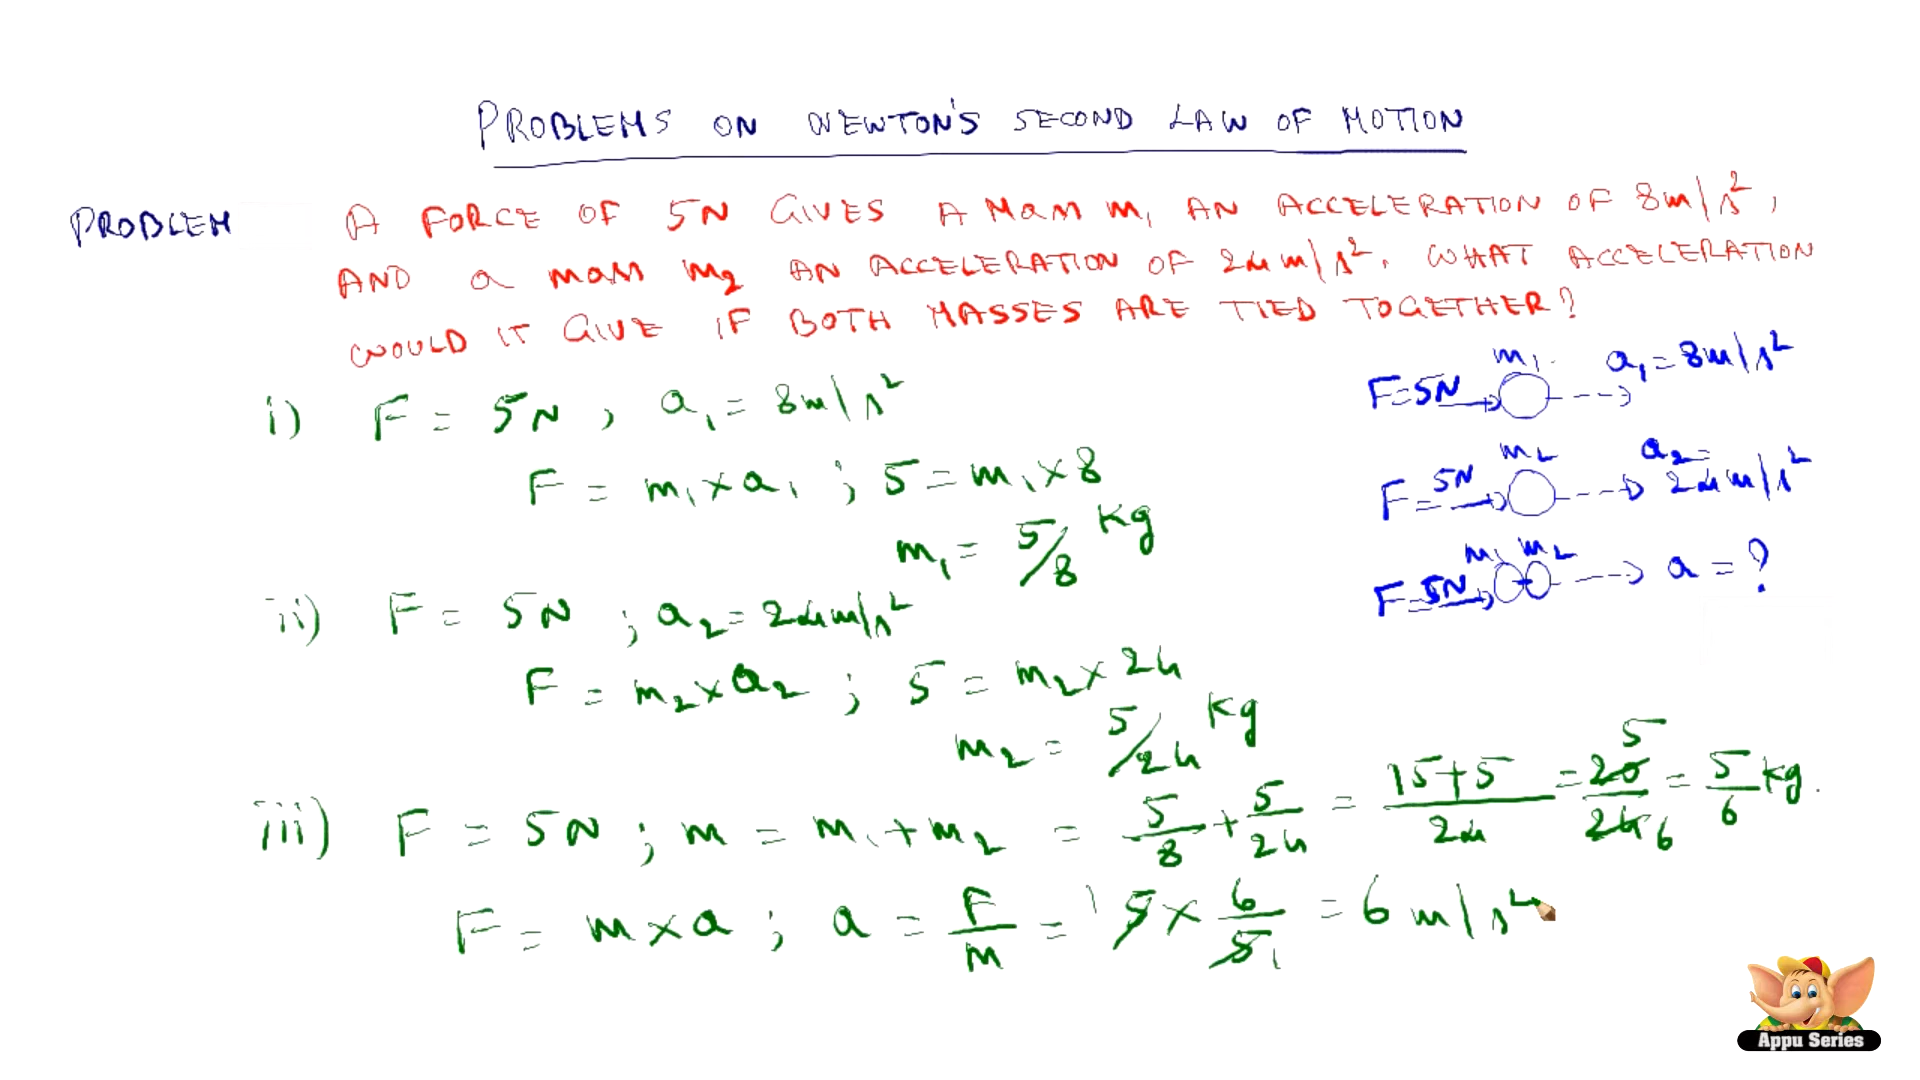 PROBLEMS ON NEWTON'S SECOND LAW OF MOTION
PROBLEM A FORCE OF 5N GIVES A MASS m₁ AN ACCELERATION OF 8m/s²,
AND a mass m₂ AN ACCELERATION OF 24m/s². WHAT ACCELERATION
WOULD IT GIVE IF BOTH MASSES ARE TIED TOGETHER?
m₁ a₁ = 8m/s²
F=5N
i) F = 5N, a₁ = 8m/s²
F = m₁ × a₁ ; 5 = m₁ × 8
m₁ = 5/8 kg
m₂ a₂ =
F = 5N 24m/s²
m₁ m₂ a = ?
F=5N
ii) F = 5N ; a₂ = 24m/s²
F = m₂ × a₂ ; 5 = m₂ × 24
m₂ = 5/24 kg
iii) F = 5N ; m = m₁ + m₂ = 5/8 + 5/24 = 15+5/24 = 20/24 5 6 = 5/6 kg.
F = m × a ; a = F/m = 1 5 × 6/5 1 = 6 m/s²
Appu Series